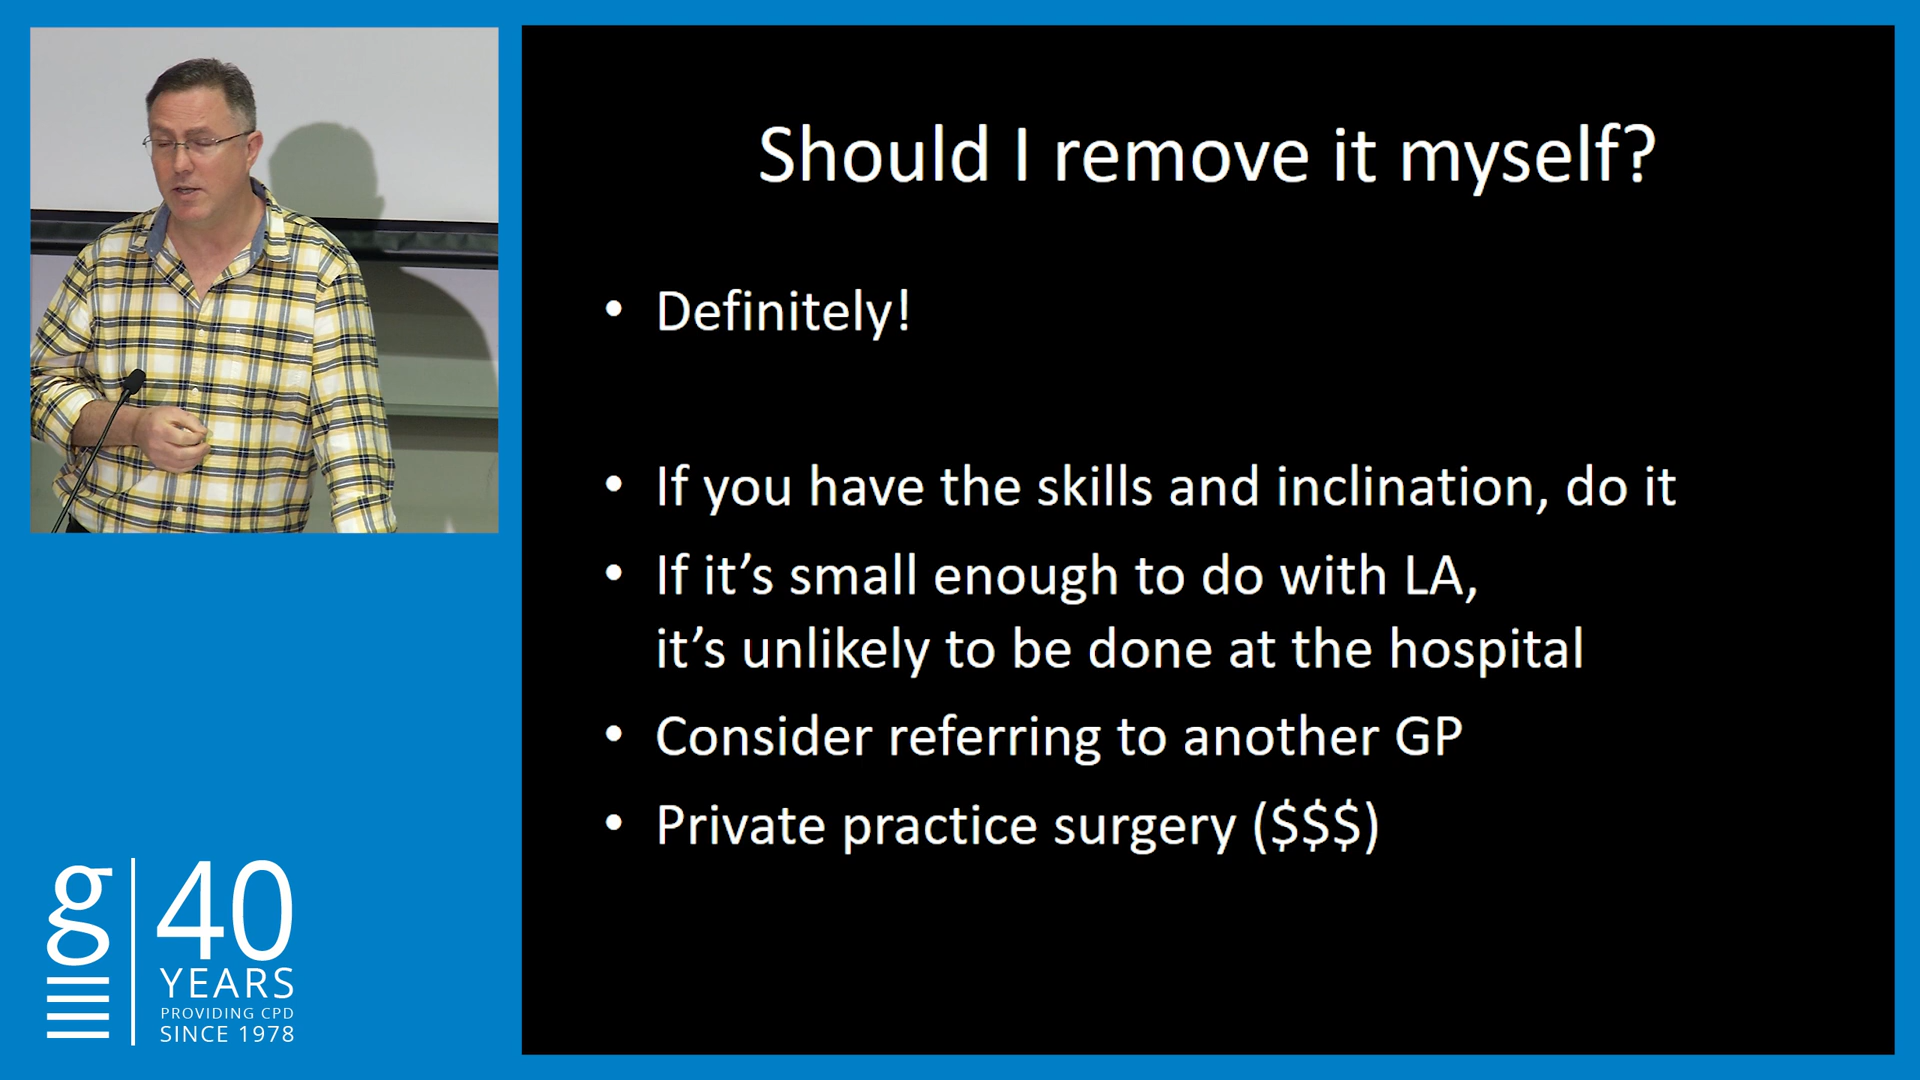 Should I remove it myself?
• Definitely!
• If you have the skills and inclination, do it
• If it’s small enough to do with LA,
it’s unlikely to be done at the hospital
• Consider referring to another GP
• Private practice surgery ($$$)
g
40
YEARS
PROVIDING CPD
SINCE 1978